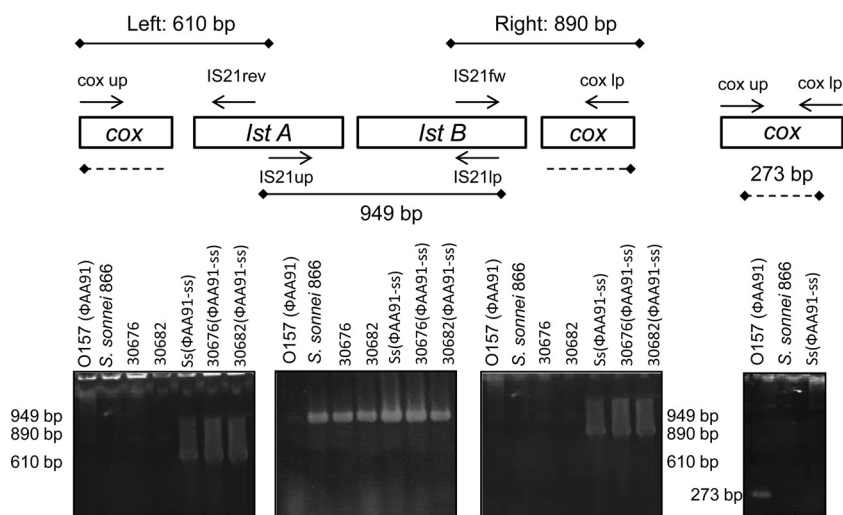 Left: 610 bp
Right: 890 bp
cox up
IS21rev
IS21fw
cox lp
cox up
cox lp
cox
Ist A
Ist B
cox
cox
IS21up
IS21lp
273 bp
949 bp
O157 (ΦAA91)
S. sonnei 866
30676
30682
Ss(ΦAA91-ss)
30676(ΦAA91-ss)
30682(ΦAA91-ss)
O157 (ΦAA91)
S. sonnei 866
30676
30682
Ss(ΦAA91-ss)
30676(ΦAA91-ss)
30682(ΦAA91-ss)
O157 (ΦAA91)
S. sonnei 866
30676
30682
Ss(ΦAA91-ss)
30676(ΦAA91-ss)
30682(ΦAA91-ss)
O157 (ΦAA91)
S. sonnei 866
Ss(ΦAA91-ss)
949 bp
890 bp
610 bp
949 bp
890 bp
610 bp
273 bp